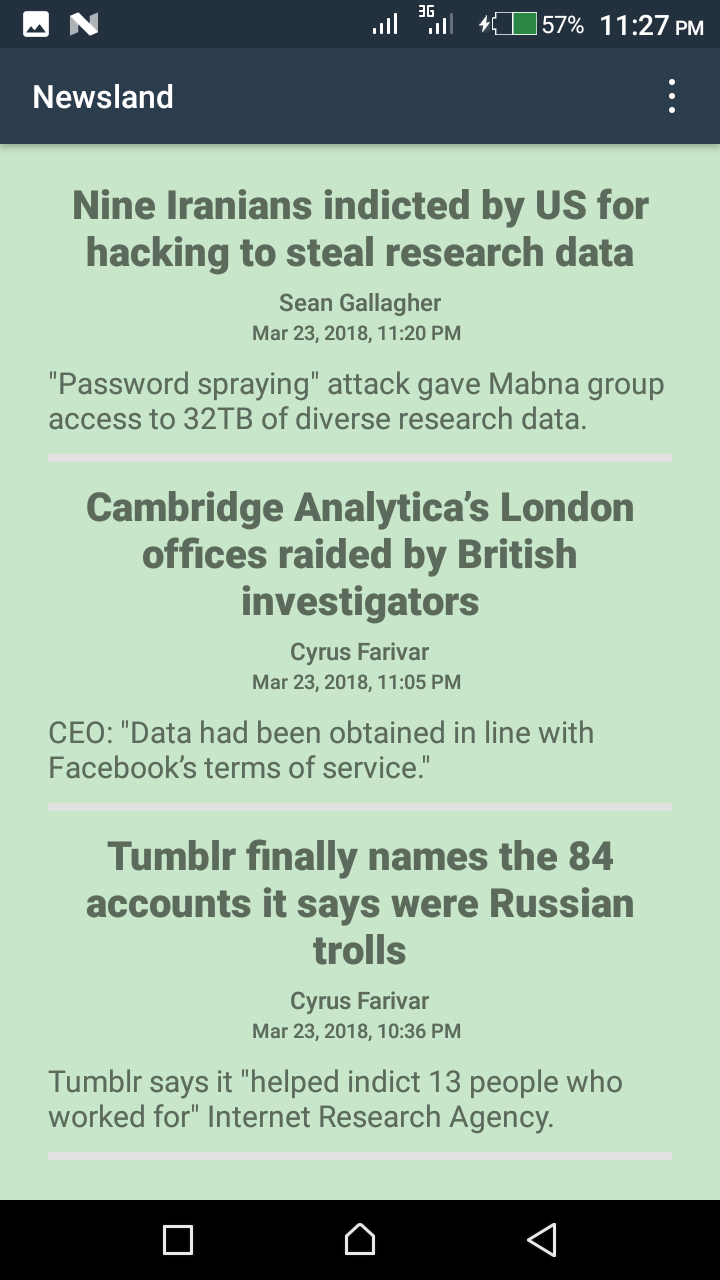 3G 57% 11:27 PM
Newsland
Nine Iranians indicted by US for
hacking to steal research data
Sean Gallagher
Mar 23, 2018, 11:20 PM
"Password spraying" attack gave Mabna group
access to 32TB of diverse research data.
Cambridge Analytica’s London
offices raided by British
investigators
Cyrus Farivar
Mar 23, 2018, 11:05 PM
CEO: "Data had been obtained in line with
Facebook’s terms of service."
Tumblr finally names the 84
accounts it says were Russian
trolls
Cyrus Farivar
Mar 23, 2018, 10:36 PM
Tumblr says it "helped indict 13 people who
worked for" Internet Research Agency.